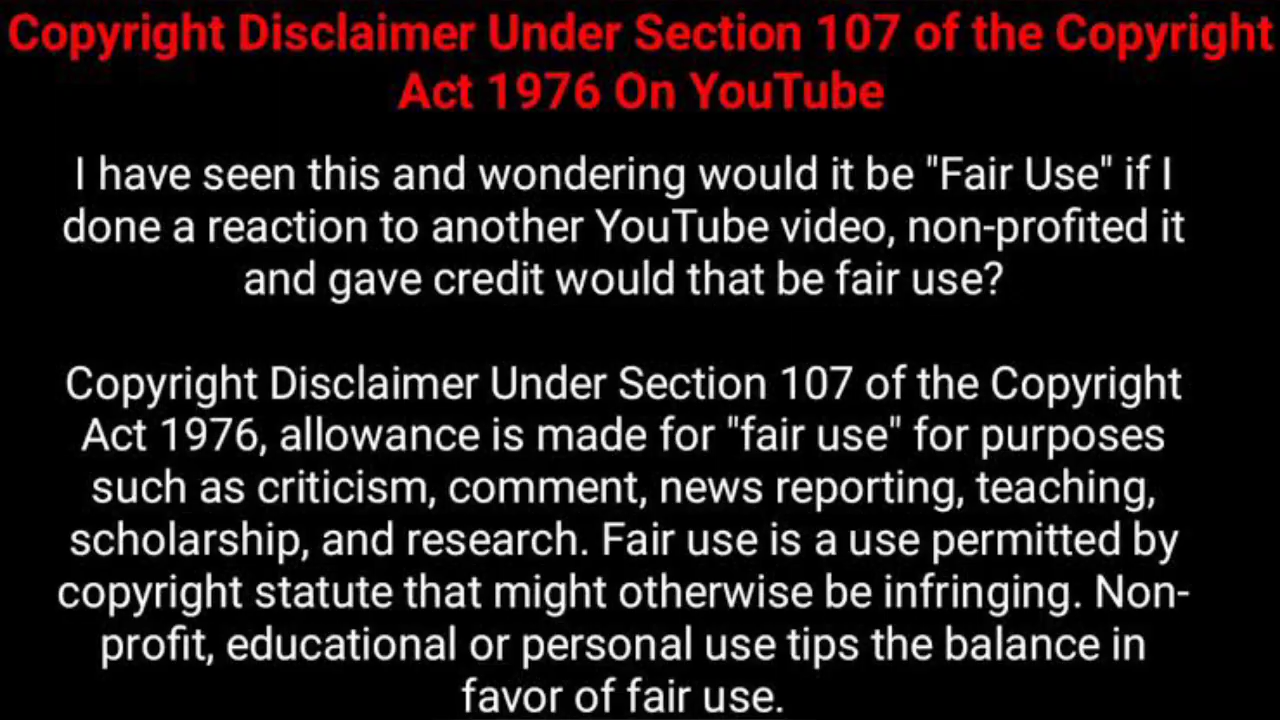 Copyright Disclaimer Under Section 107 of the Copyright
Act 1976 On YouTube
I have seen this and wondering would it be "Fair Use" if I
done a reaction to another YouTube video, non-profited it
and gave credit would that be fair use?
Copyright Disclaimer Under Section 107 of the Copyright
Act 1976, allowance is made for "fair use" for purposes
such as criticism, comment, news reporting, teaching,
scholarship, and research. Fair use is a use permitted by
copyright statute that might otherwise be infringing. Non-
profit, educational or personal use tips the balance in
favor of fair use.